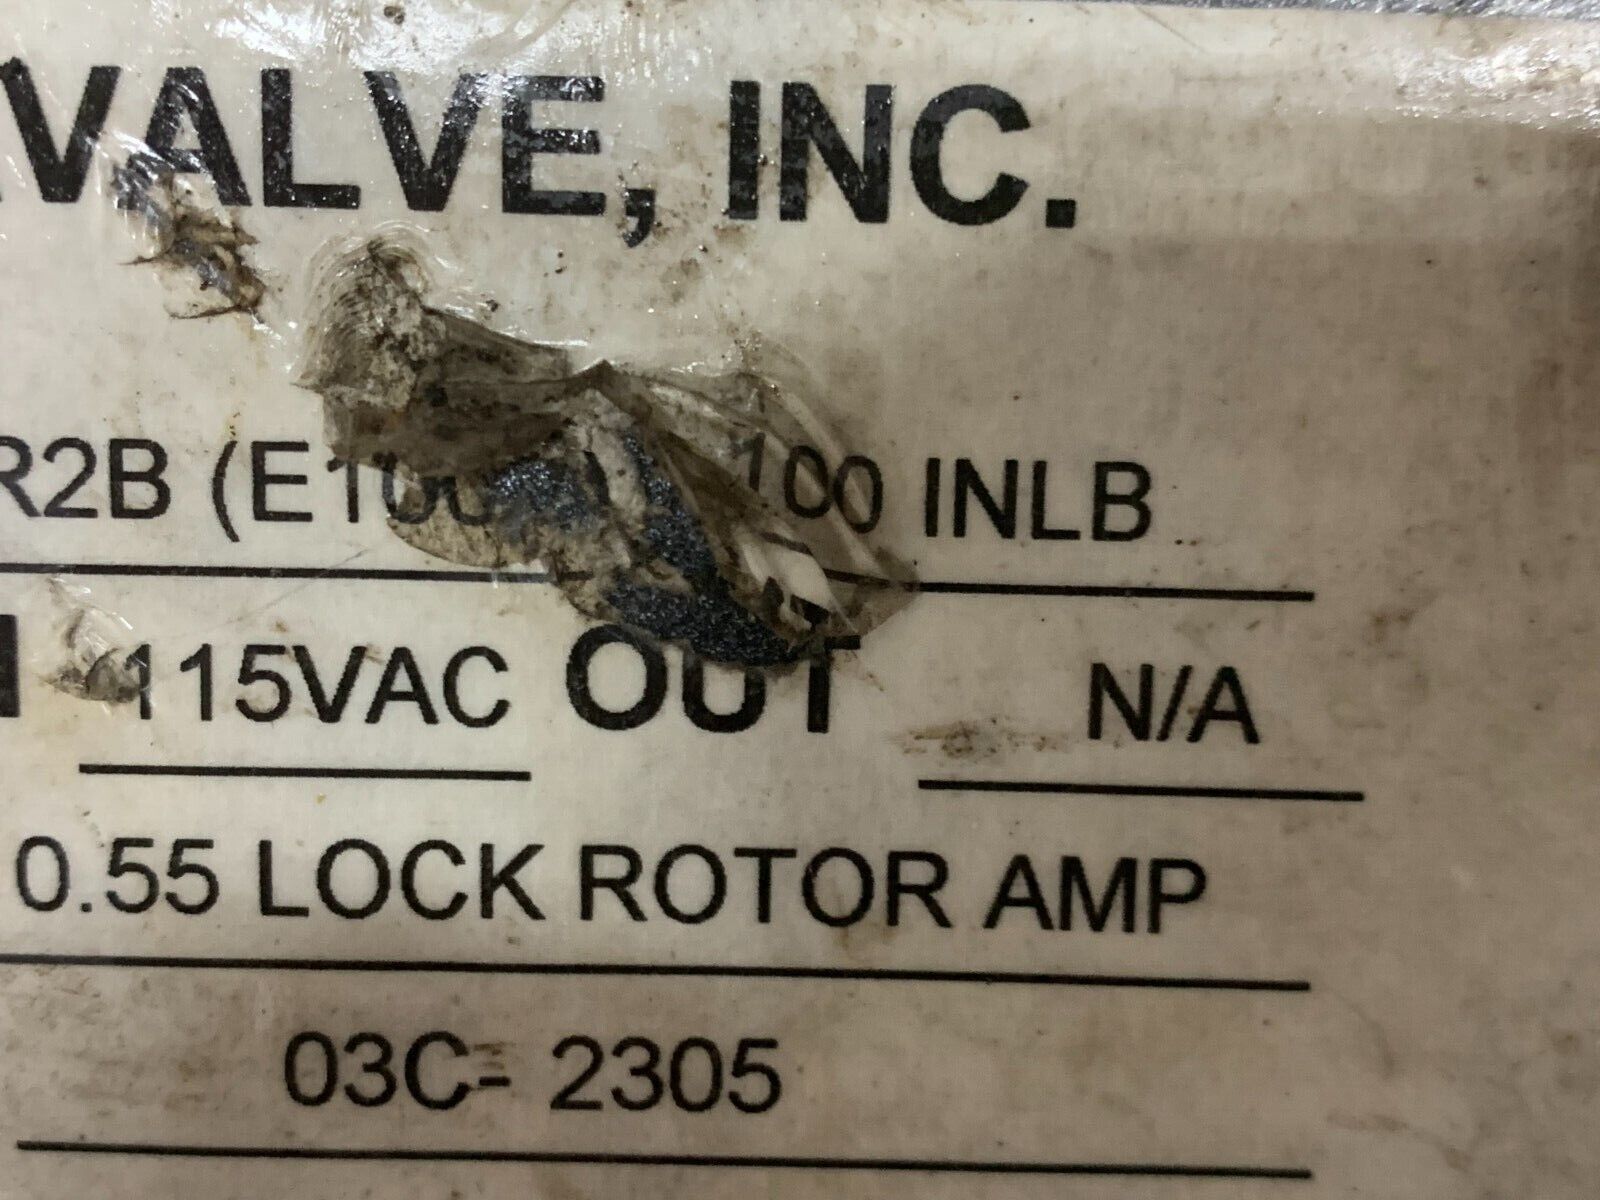 VALVE, INC.
R2B (E100 100 INLB
115VAC OUT N/A
0.55 LOCK ROTOR AMP
03C- 2305